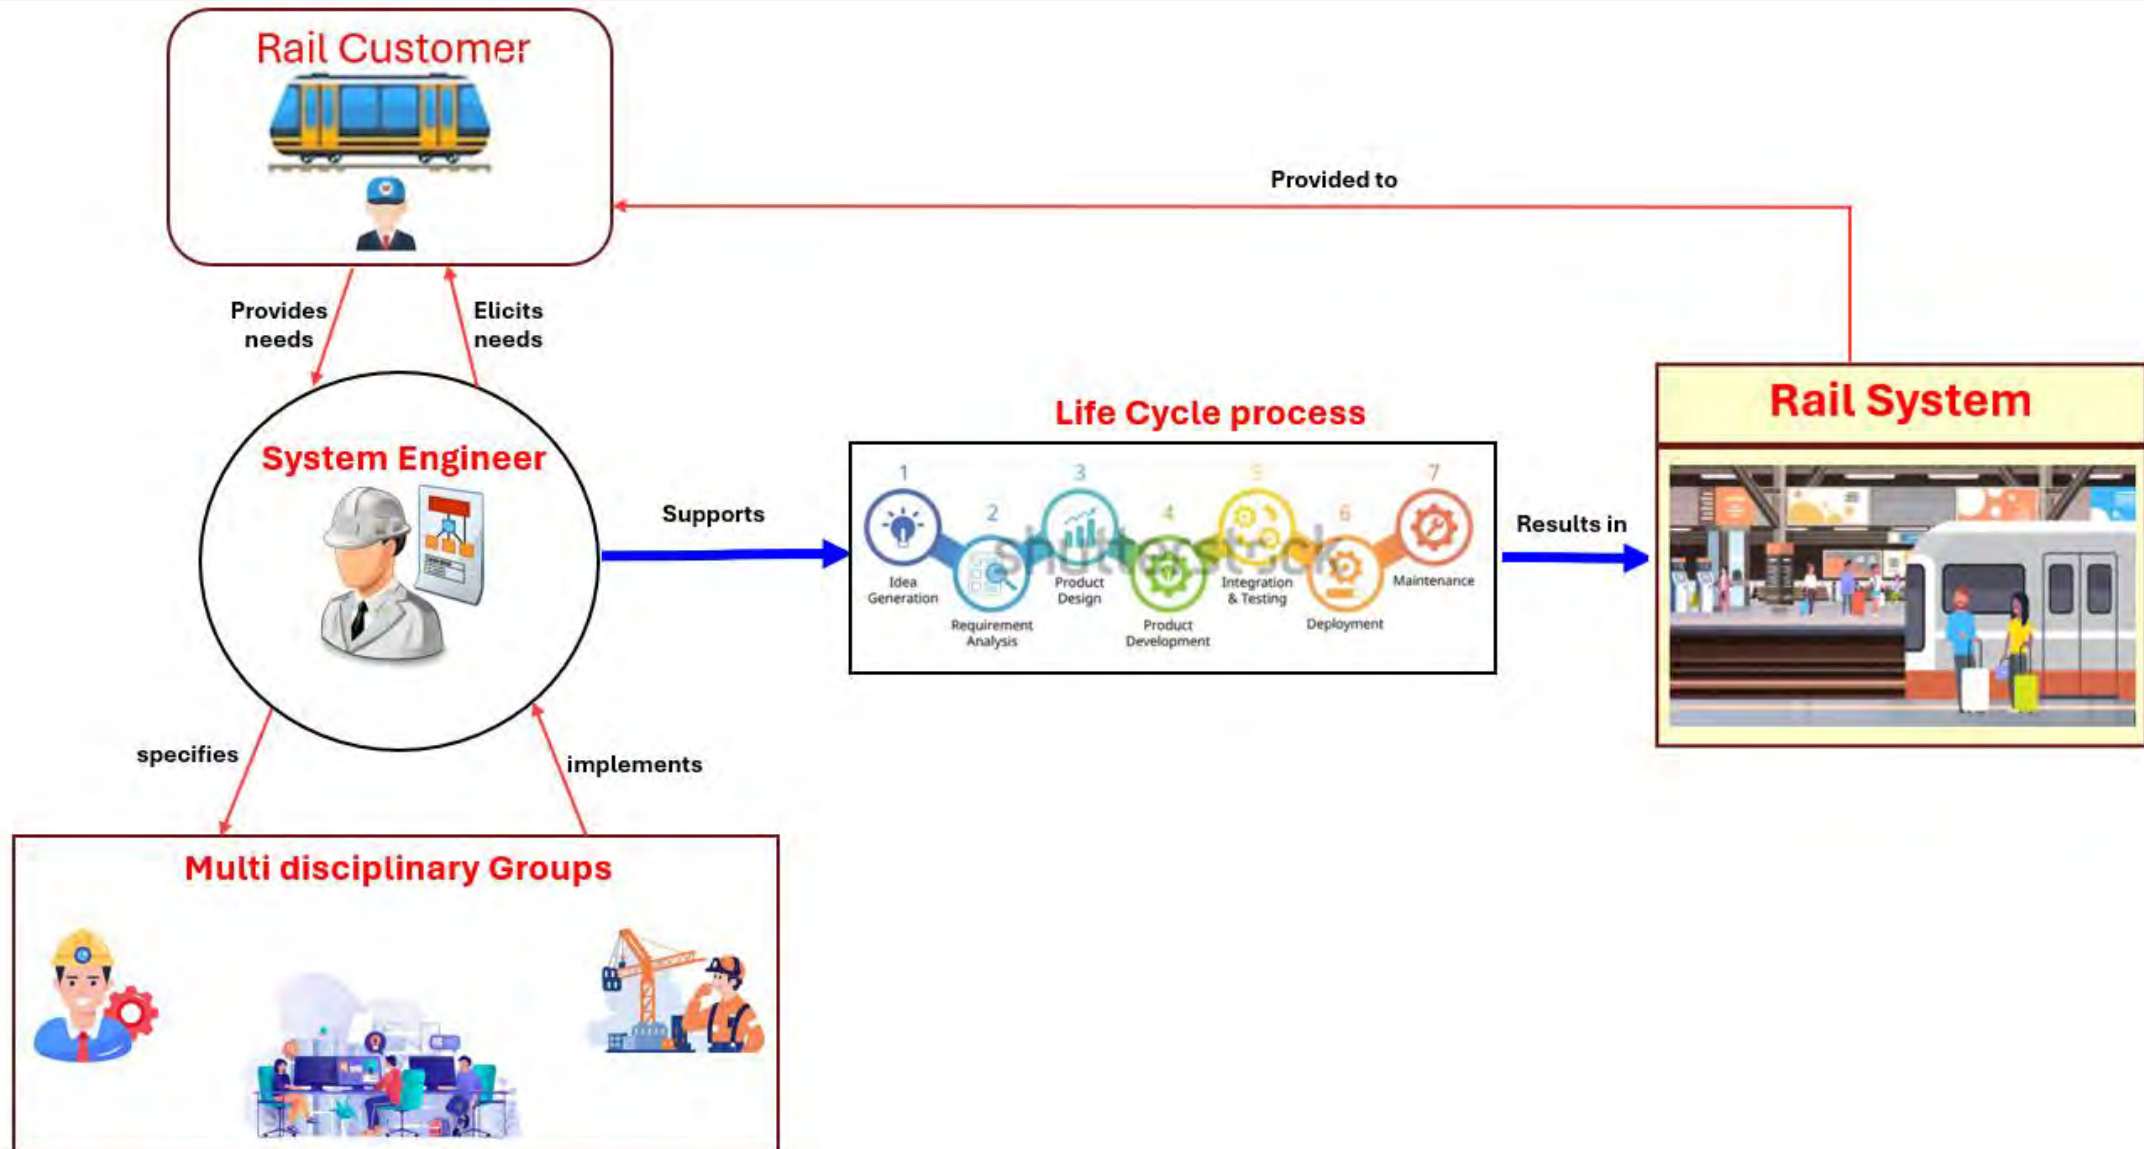 Rail Customer
Provided to
Provides
needs
Elicits
needs
System Engineer
Supports
Life Cycle process
1
2
3
4
5
6
7
Idea
Generation
Requirement
Analysis
Product
Design
Product
Development
Integration
& Testing
Deployment
Maintenance
shutterstock
Results in
Rail System
specifies
implements
Multi disciplinary Groups